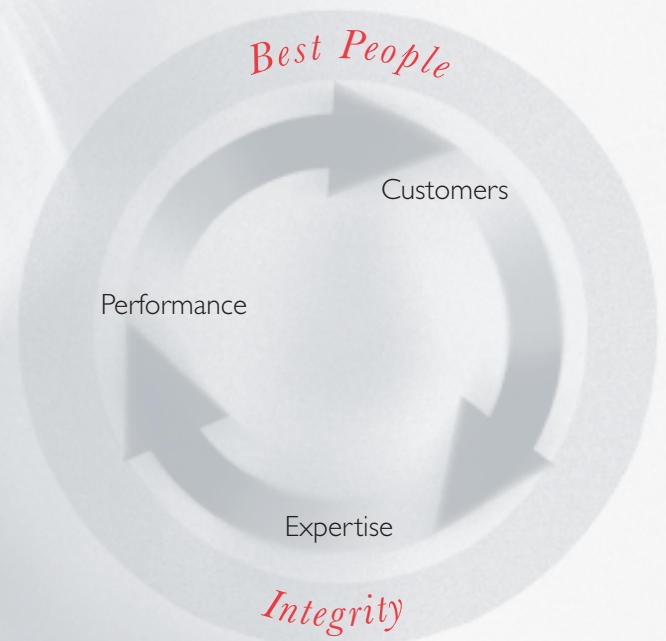 Best People
Customers
Performance
Expertise
Integrity